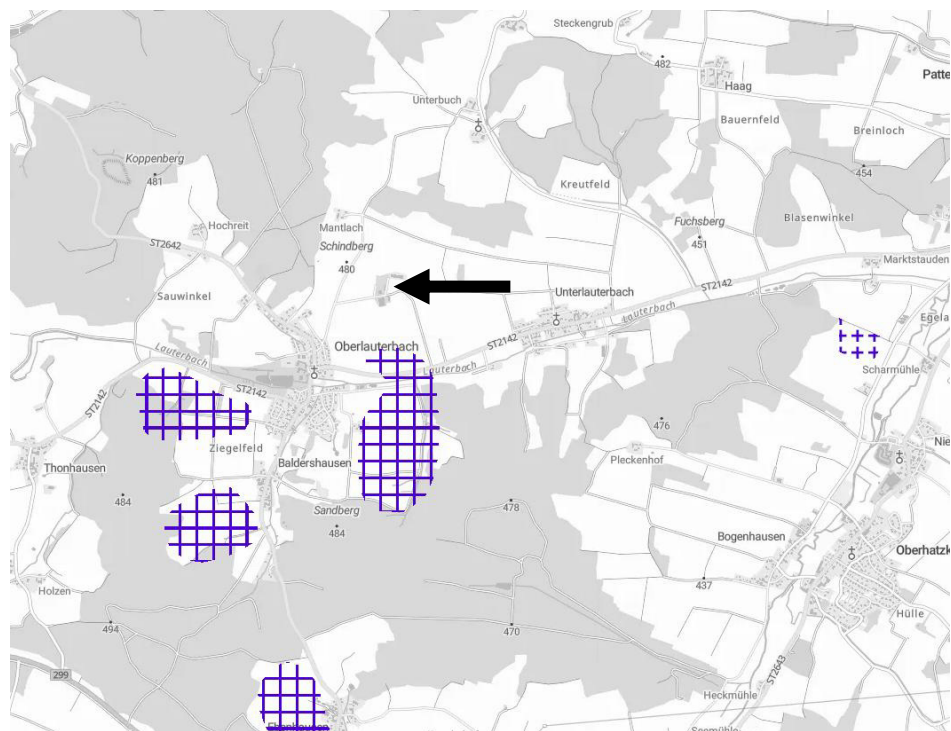 Steckengrub
482
Patte
Haag
Unterbuch
Bauernfeld
Breinloch
Koppenberg
481
Kreutfeld
454
Hochreit
Mantlach
Fuchsberg
451
Blasenwinkel
ST2642
Schindberg
480
Marktstauden
Sauwinkel
ST2142
Unterlauterbach
Lauterbach
Egela
Oberlauterbach
ST2142
Lauterbach
Lauterbach
Scharmühle
ST2142
ST2142
476
Ziegelfeld
Nie
Thonhausen
Baldershausen
Pleckenhof
484
Sandberg
484
478
Bogenhausen
Oberhatzk
Holzen
437
494
470
Hülle
299
ST2643
Heckmühle
Ebenhausen
Seemühle